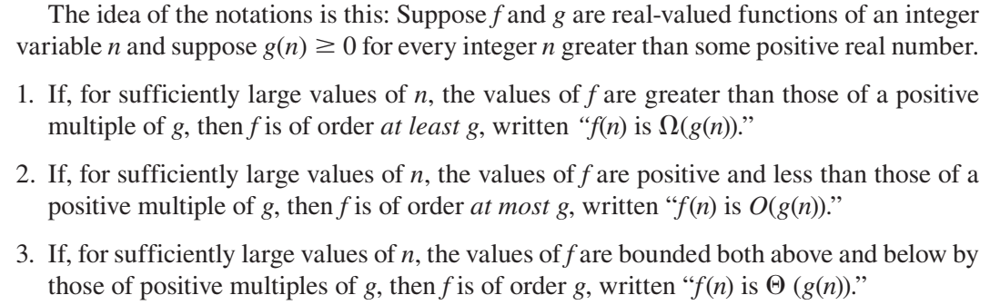 The idea of the notations is this: Suppose f and g are real-valued functions of an integer
variable n and suppose g(n) ≥ 0 for every integer n greater than some positive real number.
1. If, for sufficiently large values of n, the values of f are greater than those of a positive
multiple of g, then f is of order at least g, written “f(n) is Ω(g(n)).”
2. If, for sufficiently large values of n, the values of f are positive and less than those of a
positive multiple of g, then f is of order at most g, written “f(n) is O(g(n)).”
3. If, for sufficiently large values of n, the values of f are bounded both above and below by
those of positive multiples of g, then f is of order g, written “f(n) is Θ (g(n)).”